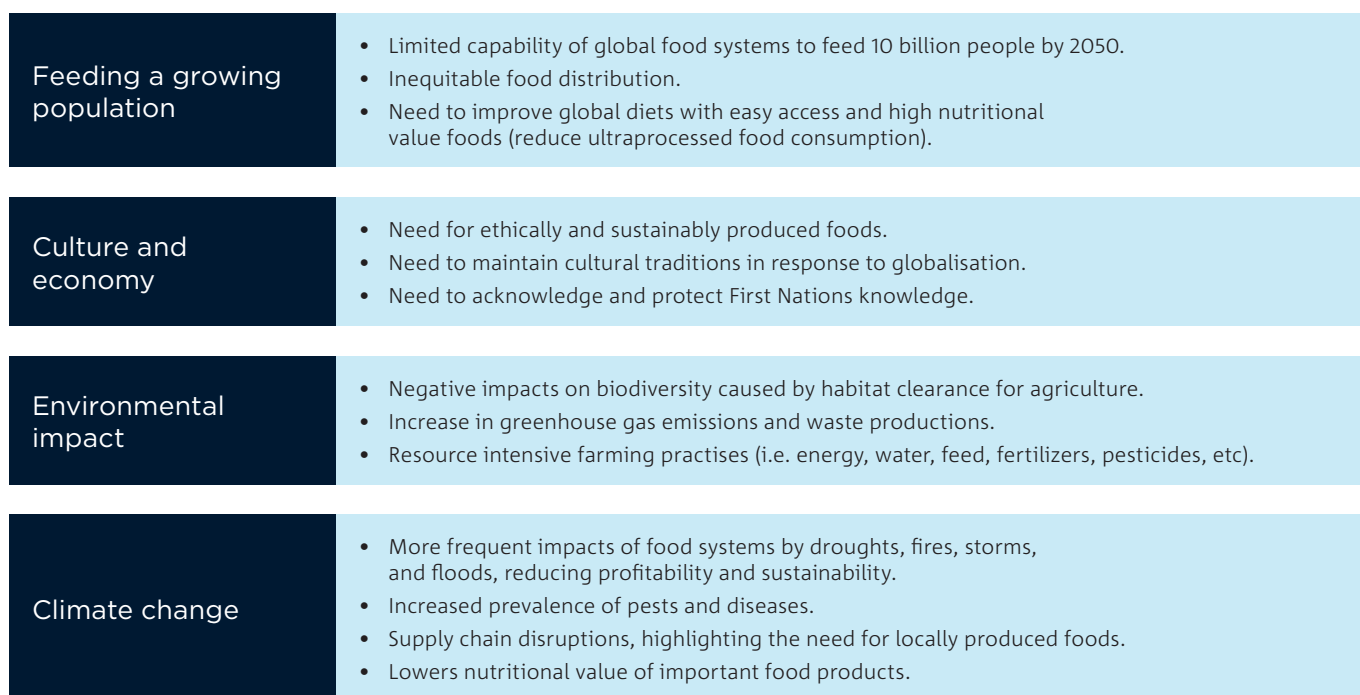 Feeding a growing
population
• Limited capability of global food systems to feed 10 billion people by 2050.
• Inequitable food distribution.
• Need to improve global diets with easy access and high nutritional
value foods (reduce ultraprocessed food consumption).
Culture and
economy
• Need for ethically and sustainably produced foods.
• Need to maintain cultural traditions in response to globalisation.
• Need to acknowledge and protect First Nations knowledge.
Environmental
impact
• Negative impacts on biodiversity caused by habitat clearance for agriculture.
• Increase in greenhouse gas emissions and waste productions.
• Resource intensive farming practises (i.e. energy, water, feed, fertilizers, pesticides, etc).
Climate change
• More frequent impacts of food systems by droughts, fires, storms,
and floods, reducing profitability and sustainability.
• Increased prevalence of pests and diseases.
• Supply chain disruptions, highlighting the need for locally produced foods.
• Lowers nutritional value of important food products.